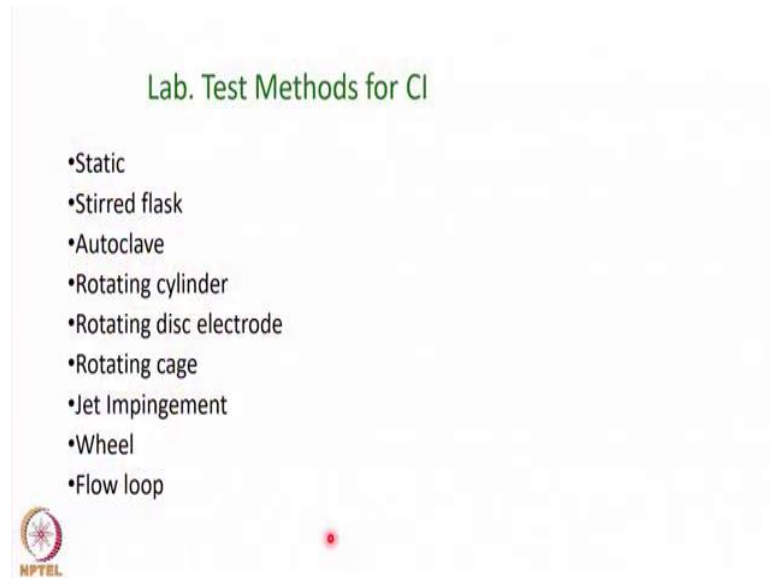 Lab. Test Methods for CI
•Static
•Stirred flask
•Autoclave
•Rotating cylinder
•Rotating disc electrode
•Rotating cage
•Jet Impingement
•Wheel
•Flow loop
NPTEL